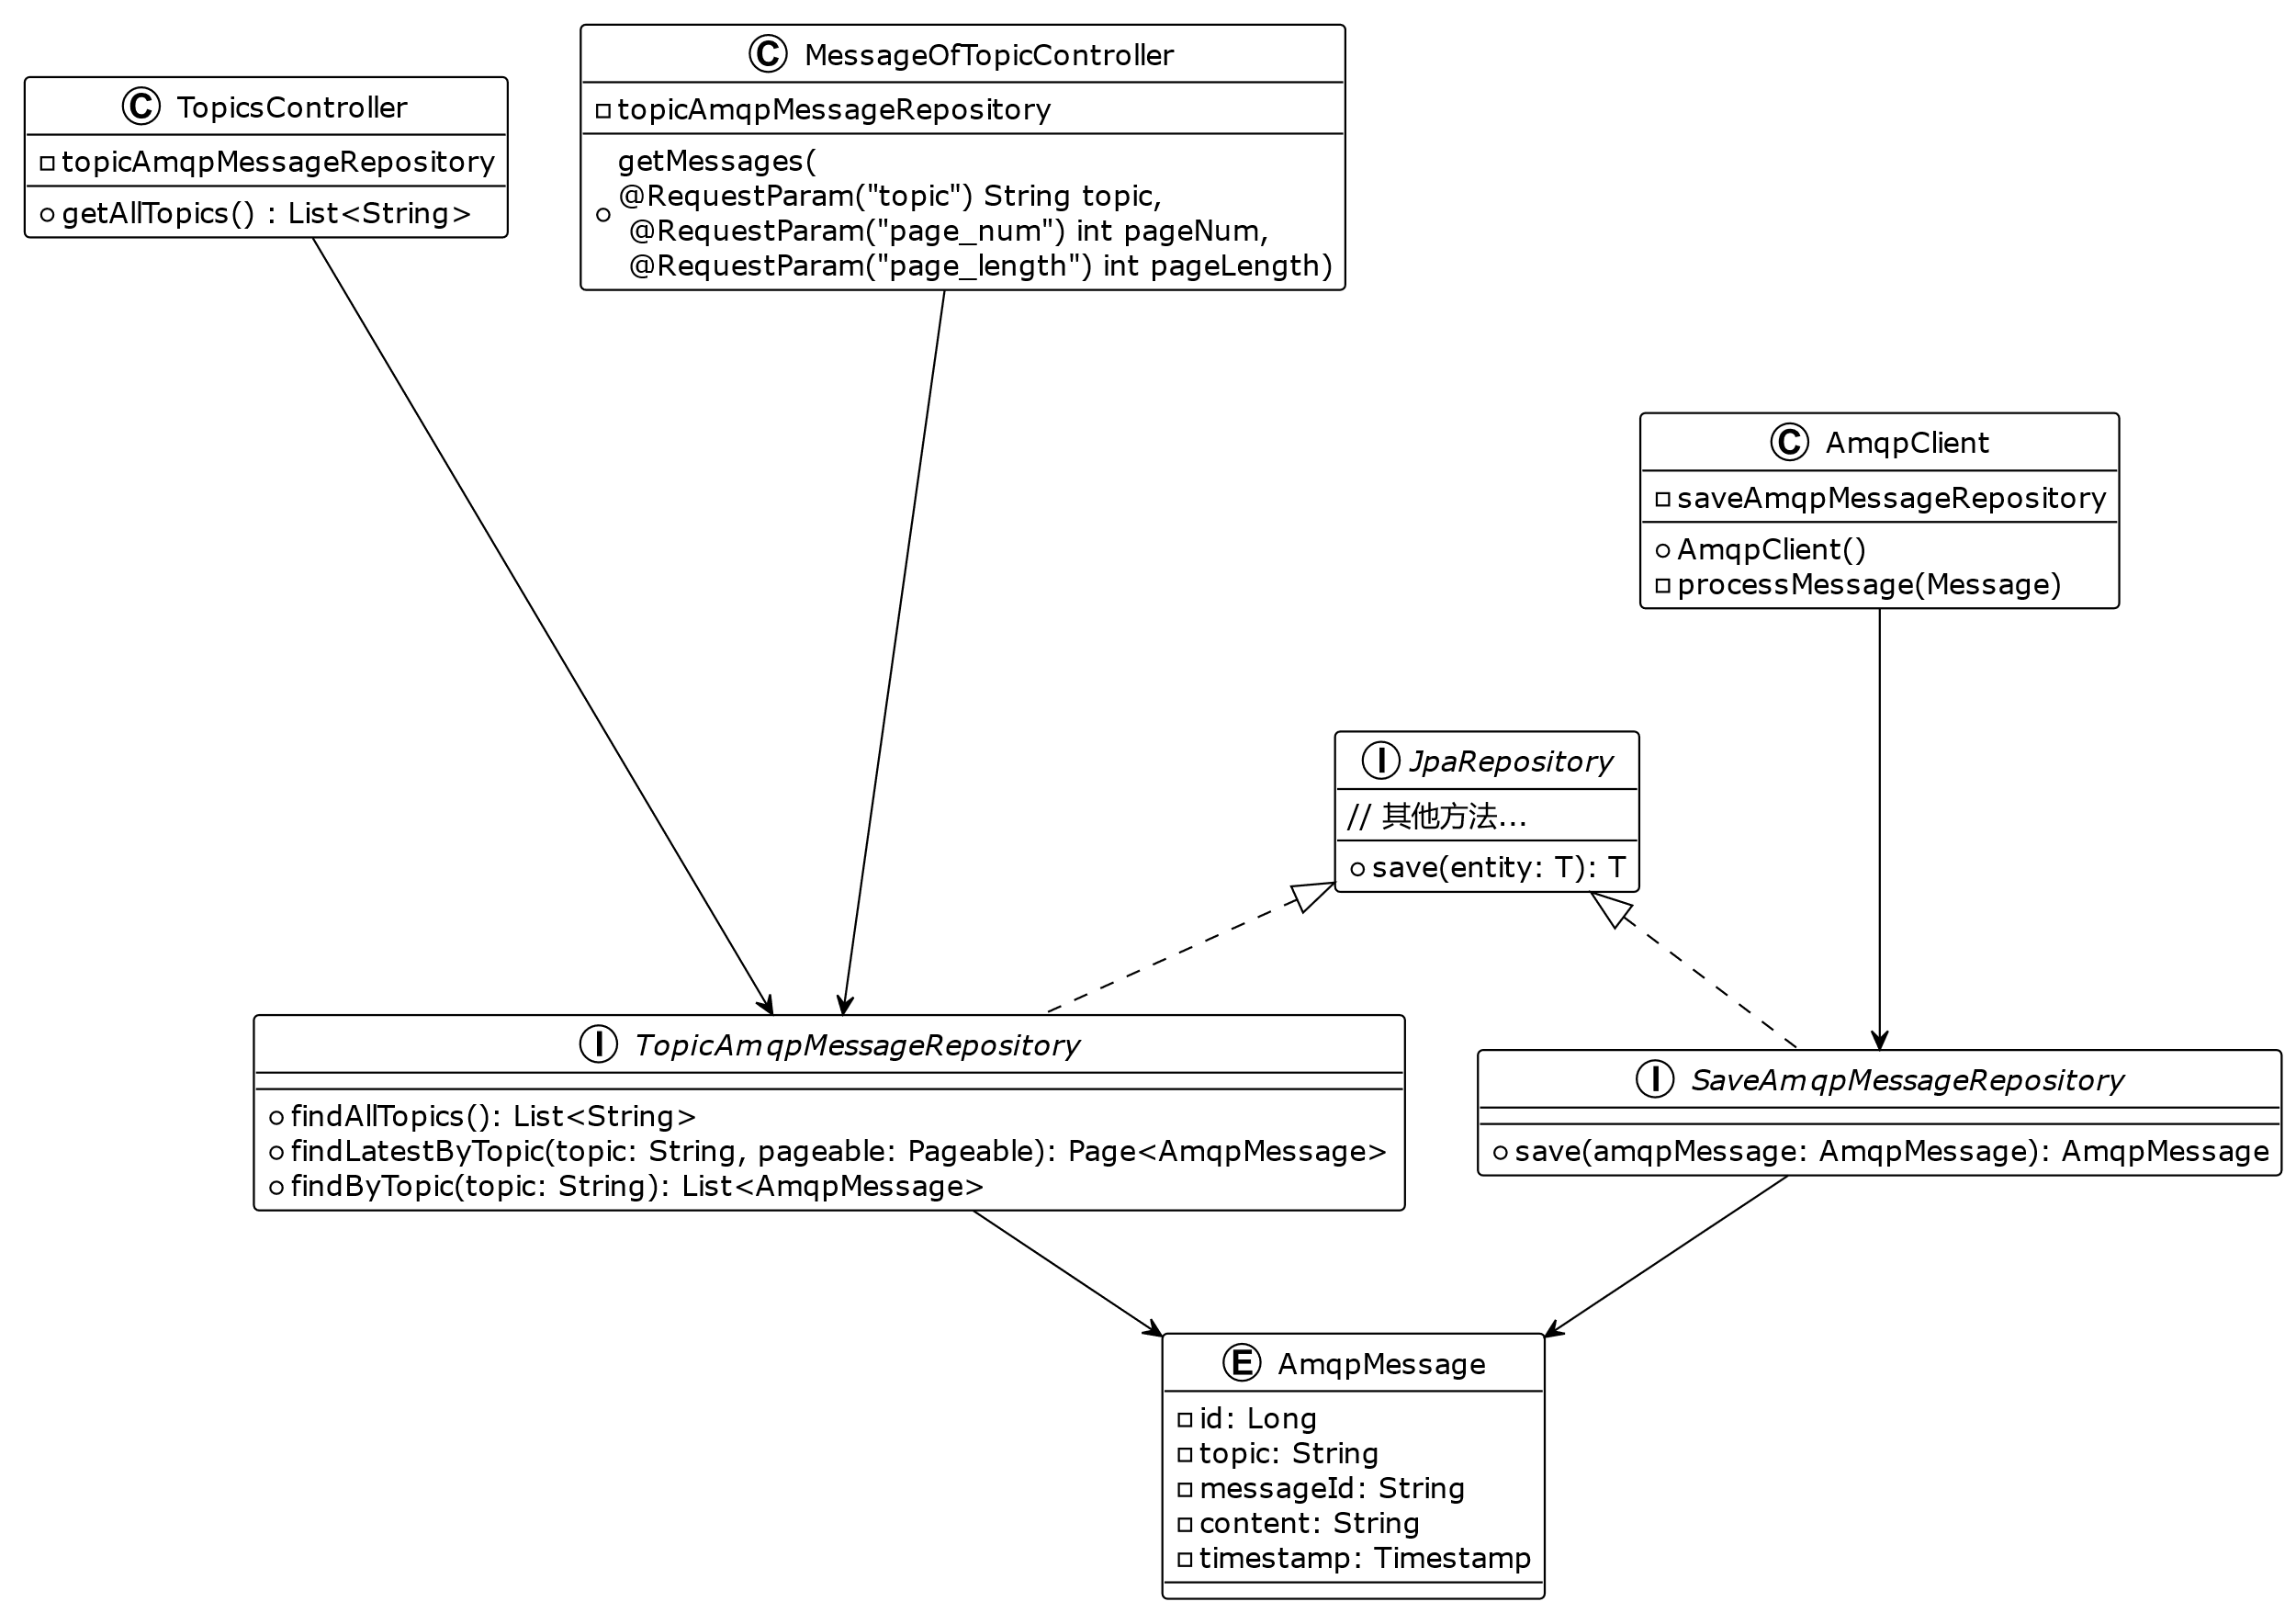 TopicsController
topicAmqpMessageRepository
getAllTopics() : List<String>
MessageOfTopicController
topicAmqpMessageRepository
getMessages(
@RequestParam("topic") String topic,
@RequestParam("page_num") int pageNum,
@RequestParam("page_length") int pageLength)
AmqpClient
saveAmqpMessageRepository
AmqpClient()
processMessage(Message)
JpaRepository
// 其他方法...
save(entity: T): T
TopicAmqpMessageRepository
findAllTopics(): List<String>
findLatestByTopic(topic: String, pageable: Pageable): Page<AmqpMessage>
findByTopic(topic: String): List<AmqpMessage>
SaveAmqpMessageRepository
save(amqpMessage: AmqpMessage): AmqpMessage
AmqpMessage
id: Long
topic: String
messageId: String
content: String
timestamp: Timestamp